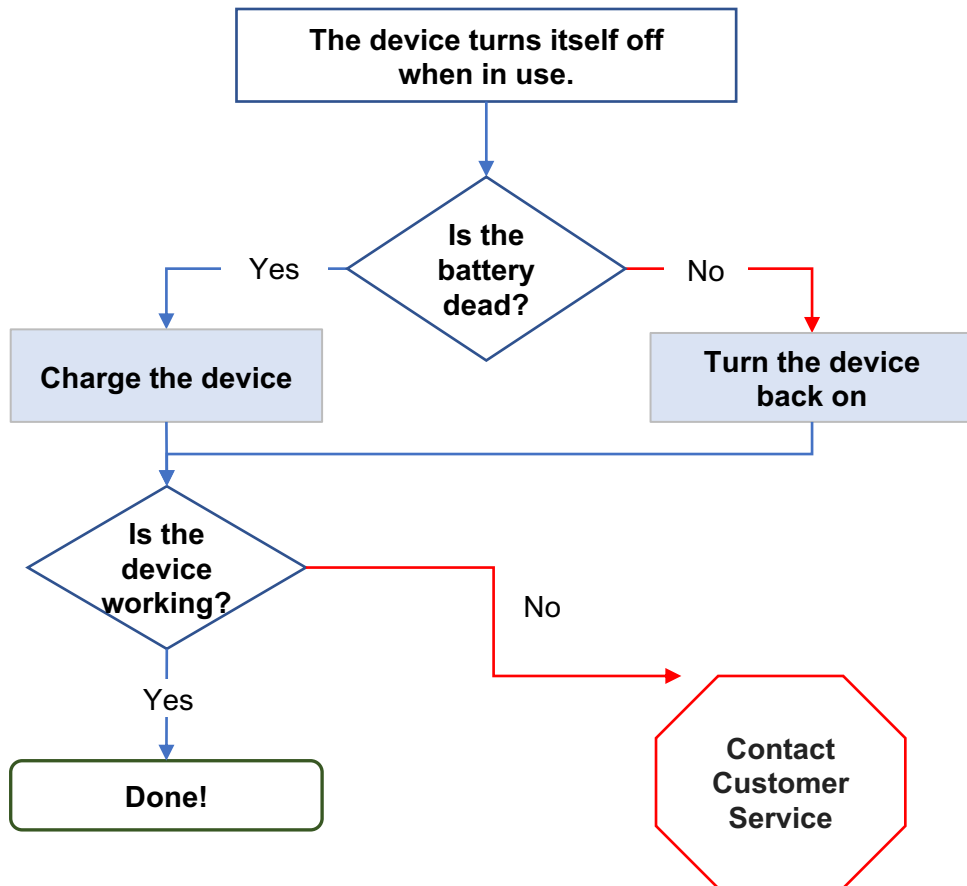 The device turns itself off
when in use.
Is the
battery
dead?
Yes
No
Charge the device
Turn the device
back on
Is the
device
working?
No
Yes
Done!
Contact
Customer
Service